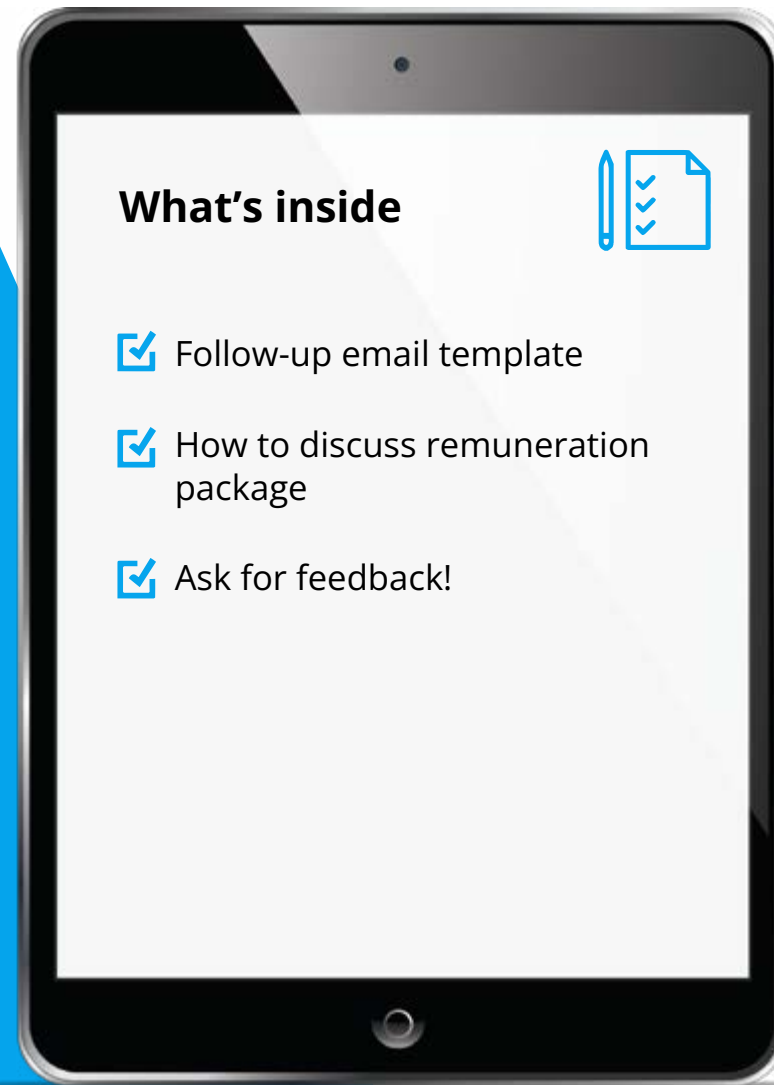 What’s inside
Follow-up email template
How to discuss remuneration
package
Ask for feedback!